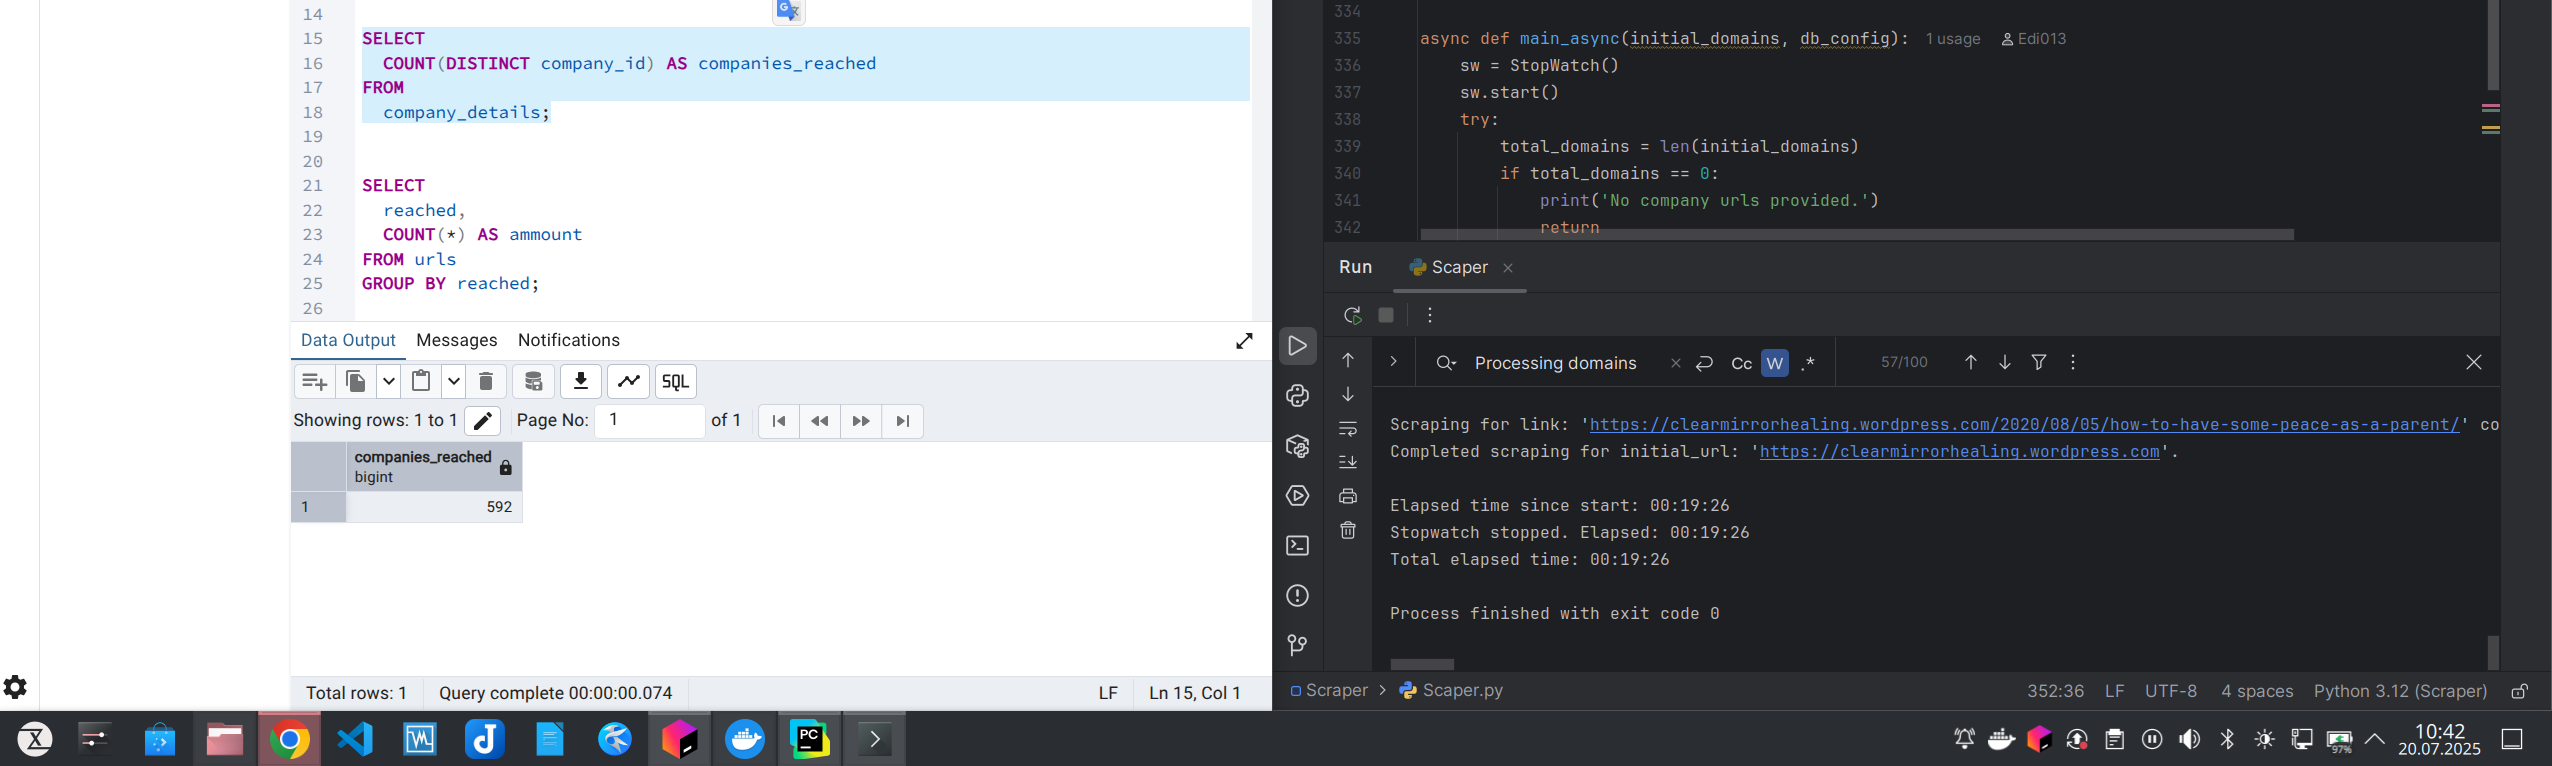 14
15 SELECT
16 COUNT(DISTINCT company_id) AS companies_reached
17 FROM
18 company_details;
19
20
21 SELECT
22 reached,
23 COUNT(*) AS ammount
24 FROM urls
25 GROUP BY reached;
26
Data Output Messages Notifications
SQL
Showing rows: 1 to 1 Page No: 1 of 1
companies_reached
bigint
1 592
Total rows: 1 Query complete 00:00:00.074 LF Ln 15, Col 1
334
335 async def main_async(initial_domains, db_config): 1 usage Edi013
336 sw = StopWatch()
337 sw.start()
338 try:
339 total_domains = len(initial_domains)
340 if total_domains == 0:
341 print('No company urls provided.')
342 return
Run Scaper
Processing domains Cc W .* 57/100
Scraping for link: 'https://clearmirrorhealing.wordpress.com/2020/08/05/how-to-have-some-peace-as-a-parent/' co
Completed scraping for initial_url: 'https://clearmirrorhealing.wordpress.com'.
Elapsed time since start: 00:19:26
Stopwatch stopped. Elapsed: 00:19:26
Total elapsed time: 00:19:26
Process finished with exit code 0
Scraper > Scaper.py 352:36 LF UTF-8 4 spaces Python 3.12 (Scraper)
PC
97%
10:42
20.07.2025